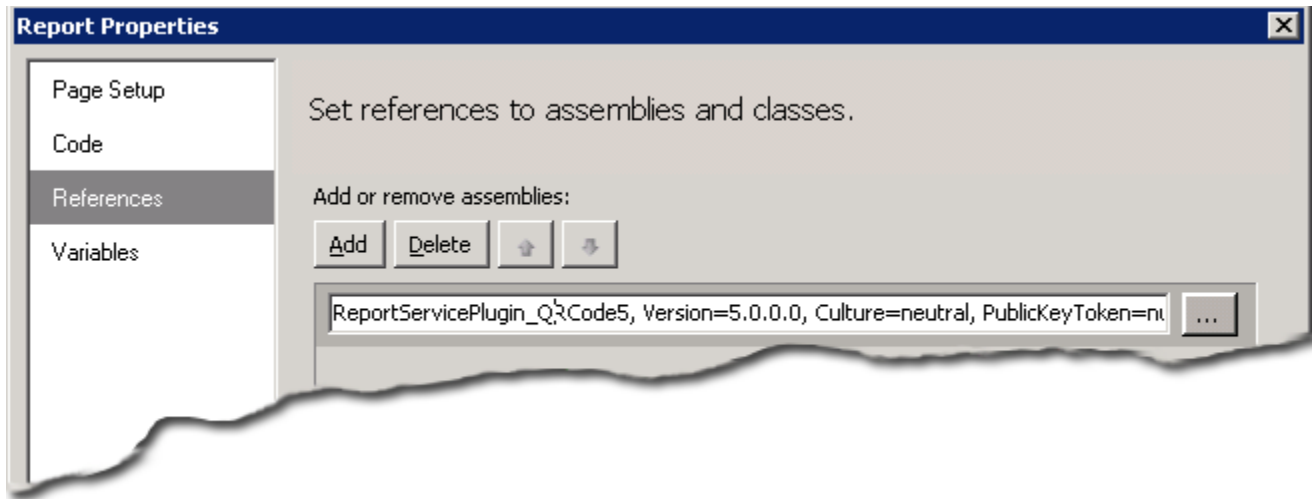 Report Properties
Page Setup
Code
References
Variables
Set references to assemblies and classes.
Add or remove assemblies:
Add Delete
ReportServicePlugin_QRCode5, Version=5.0.0.0, Culture=neutral, PublicKeyToken=nu
...